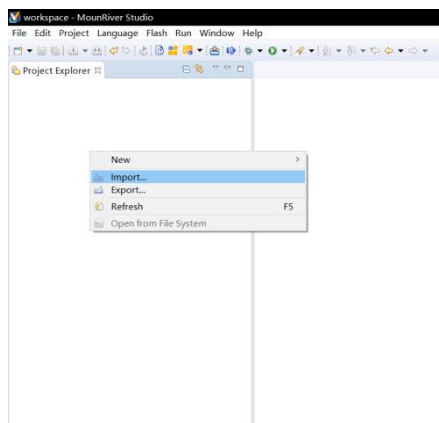 workspace - MounRiver Studio
File Edit Project Language Flash Run Window Help
Project Explorer
New
Import...
Export...
Refresh F5
Open from File System